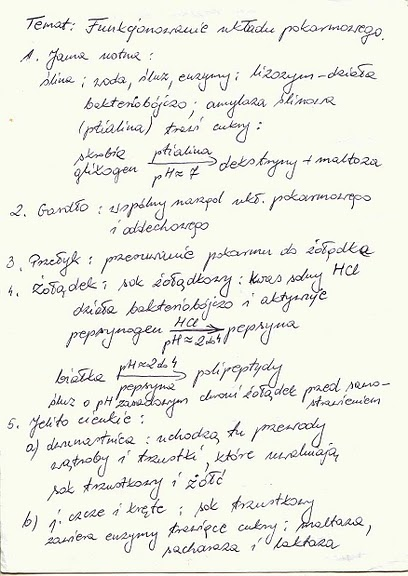 Temat: Funkcjonowanie układu pokarmowego.
1. Jama ustna:
ślina: woda, śluz, enzymy: lizozym - działa
bakteriobójczo; amylaza ślinowa
(ptialina) trawi cukry:
skrobia ptialina
glikogen pH≈7 dekstryny + maltoza
2. Gardło: wspólny narząd ukł. pokarmowego
i oddechowego
3. Przełyk: przesuwanie pokarmu do żołądka
4. Żołądek: sok żołądkowy: kwas solny HCl
działa bakteriobójczo i aktywuje
pepsynogen HCl pH≈2do4 pepsyna
białka pH≈2do4 pepsyna polipeptydy
śluz o pH zasadowym chroni żołądek przed samo-
strawieniem
5. Jelito cienkie:
a) dwunastnica: uchodzą tu przewody
wątroby i trzustki, które uwalniają
sok trzustkowy i żółć
b) j. czcze i kręte: sok trzustkowy
zawiera enzymy trawiące cukry: maltaza,
sacharaza i laktaza